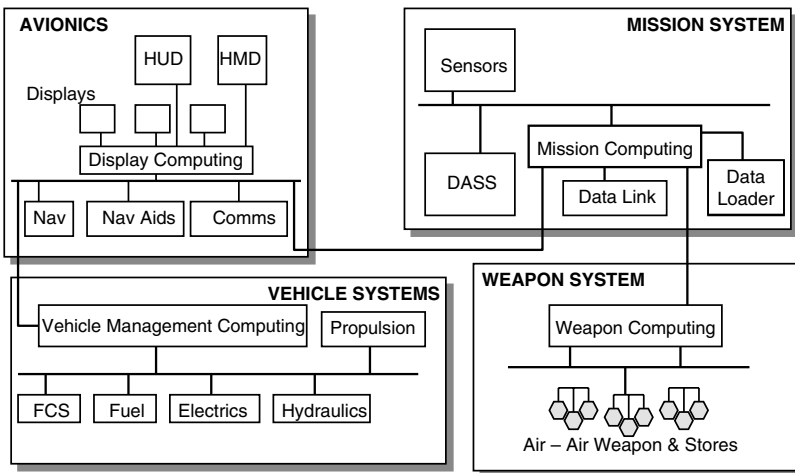 AVIONICS
HUD
HMD
Displays
Display Computing
Nav
Nav Aids
Comms
MISSION SYSTEM
Sensors
Mission Computing
DASS
Data Link
Data
Loader
VEHICLE SYSTEMS
Vehicle Management Computing
Propulsion
FCS
Fuel
Electrics
Hydraulics
WEAPON SYSTEM
Weapon Computing
Air – Air Weapon & Stores